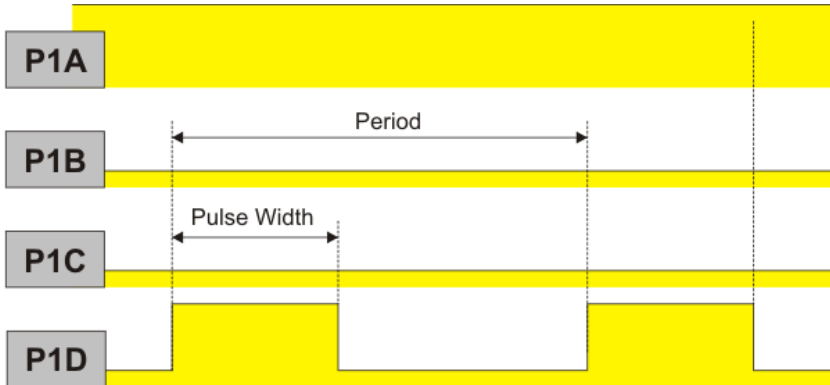 P1A
Period
P1B
Pulse Width
P1C
P1D